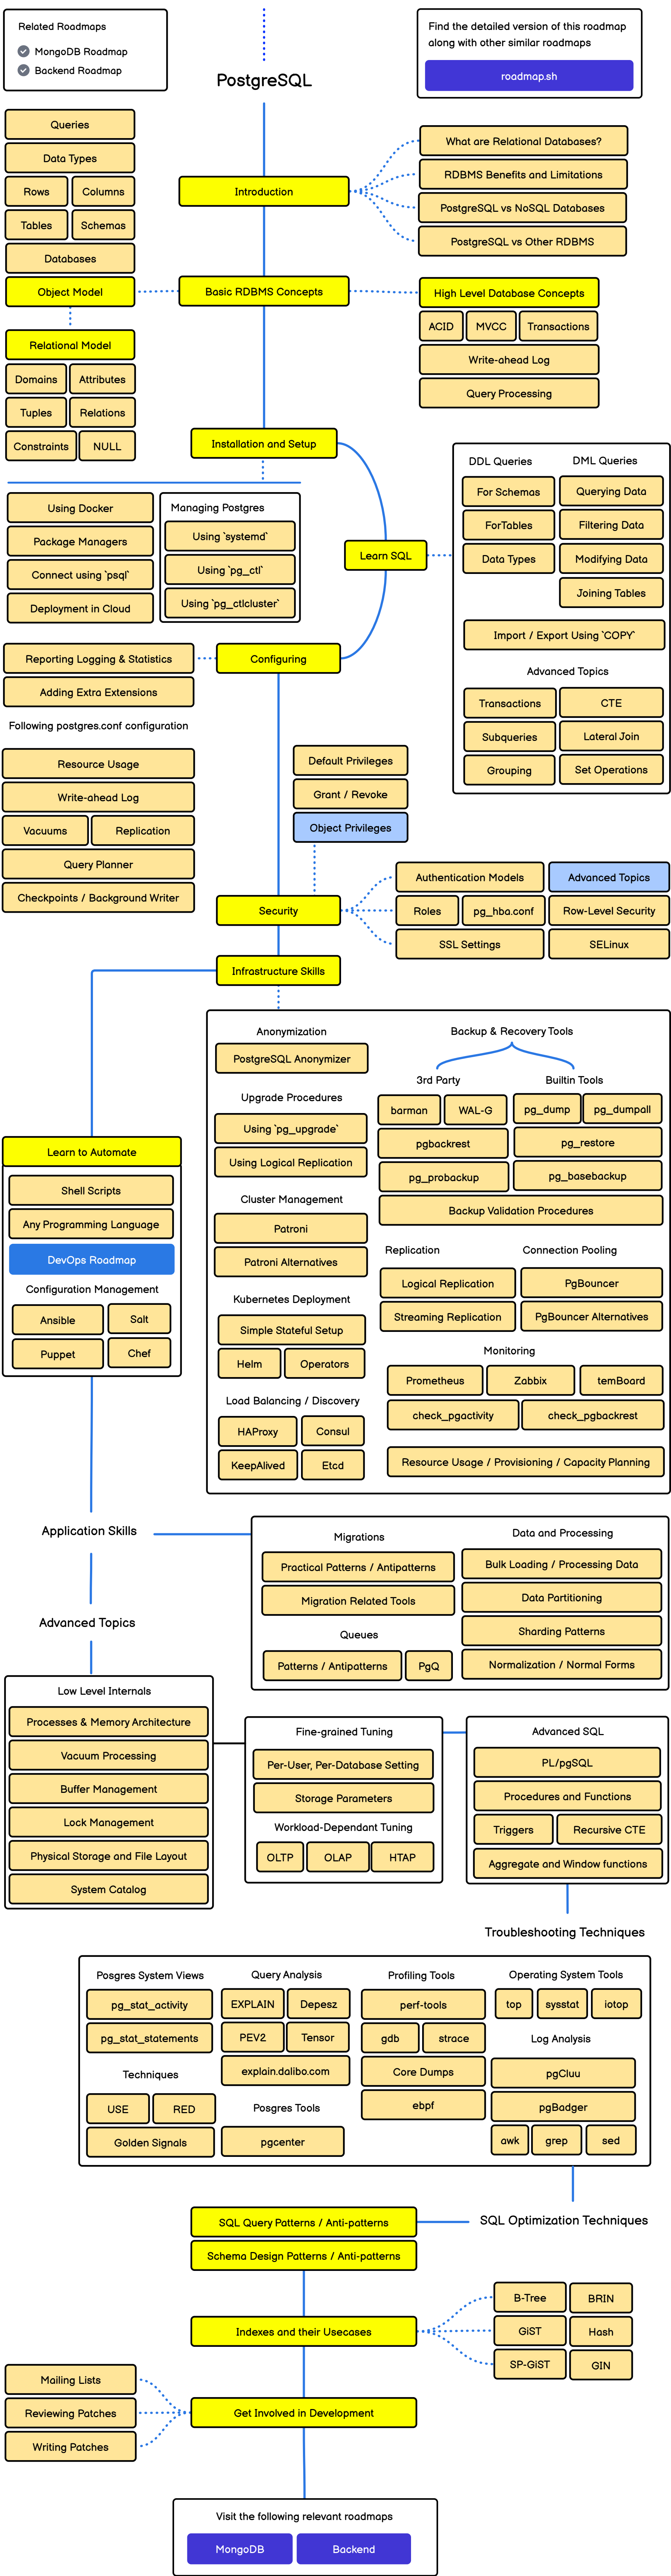 Related Roadmaps
MongoDB Roadmap
Backend Roadmap
PostgreSQL
Find the detailed version of this roadmap
along with other similar roadmaps
roadmap.sh
Queries
Data Types
Rows
Columns
Tables
Schemas
Databases
Object Model
Introduction
What are Relational Databases?
RDBMS Benefits and Limitations
PostgreSQL vs NoSQL Databases
PostgreSQL vs Other RDBMS
Basic RDBMS Concepts
High Level Database Concepts
ACID
MVCC
Transactions
Write-ahead Log
Query Processing
Relational Model
Domains
Attributes
Tuples
Relations
Constraints
NULL
Installation and Setup
Using Docker
Package Managers
Connect using `psql`
Deployment in Cloud
Managing Postgres
Using `systemd`
Using `pg_ctl`
Using `pg_ctlcluster`
Learn SQL
DDL Queries
For Schemas
ForTables
Data Types
DML Queries
Querying Data
Filtering Data
Modifying Data
Joining Tables
Import / Export Using `COPY`
Advanced Topics
Transactions
CTE
Subqueries
Lateral Join
Grouping
Set Operations
Configuring
Reporting Logging & Statistics
Adding Extra Extensions
Following postgres.conf configuration
Resource Usage
Write-ahead Log
Vacuums
Replication
Query Planner
Checkpoints / Background Writer
Default Privileges
Grant / Revoke
Object Privileges
Security
Authentication Models
Advanced Topics
Roles
pg_hba.conf
Row-Level Security
SSL Settings
SELinux
Infrastructure Skills
Anonymization
PostgreSQL Anonymizer
Upgrade Procedures
Using `pg_upgrade`
Using Logical Replication
Cluster Management
Patroni
Patroni Alternatives
Kubernetes Deployment
Simple Stateful Setup
Helm
Operators
Load Balancing / Discovery
HAProxy
Consul
KeepAlived
Etcd
Backup & Recovery Tools
3rd Party
Builtin Tools
barman
WAL-G
pg_dump
pg_dumpall
pgbackrest
pg_restore
pg_probackup
pg_basebackup
Backup Validation Procedures
Replication
Logical Replication
Streaming Replication
Connection Pooling
PgBouncer
PgBouncer Alternatives
Monitoring
Prometheus
Zabbix
temBoard
check_pgactivity
check_pgbackrest
Resource Usage / Provisioning / Capacity Planning
Learn to Automate
Shell Scripts
Any Programming Language
DevOps Roadmap
Configuration Management
Ansible
Salt
Puppet
Chef
Application Skills
Migrations
Practical Patterns / Antipatterns
Migration Related Tools
Queues
Patterns / Antipatterns
PgQ
Data and Processing
Bulk Loading / Processing Data
Data Partitioning
Sharding Patterns
Normalization / Normal Forms
Advanced Topics
Low Level Internals
Processes & Memory Architecture
Vacuum Processing
Buffer Management
Lock Management
Physical Storage and File Layout
System Catalog
Fine-grained Tuning
Per-User, Per-Database Setting
Storage Parameters
Workload-Dependant Tuning
OLTP
OLAP
HTAP
Advanced SQL
PL/pgSQL
Procedures and Functions
Triggers
Recursive CTE
Aggregate and Window functions
Troubleshooting Techniques
Posgres System Views
pg_stat_activity
pg_stat_statements
Techniques
USE
RED
Golden Signals
Query Analysis
EXPLAIN
Depesz
PEV2
Tensor
explain.dalibo.com
Posgres Tools
pgcenter
Profiling Tools
perf-tools
gdb
strace
Core Dumps
ebpf
Operating System Tools
top
sysstat
iotop
Log Analysis
pgCluu
pgBadger
awk
grep
sed
SQL Optimization Techniques
SQL Query Patterns / Anti-patterns
Schema Design Patterns / Anti-patterns
Indexes and their Usecases
B-Tree
BRIN
GiST
Hash
SP-GiST
GIN
Get Involved in Development
Mailing Lists
Reviewing Patches
Writing Patches
Visit the following relevant roadmaps
MongoDB
Backend